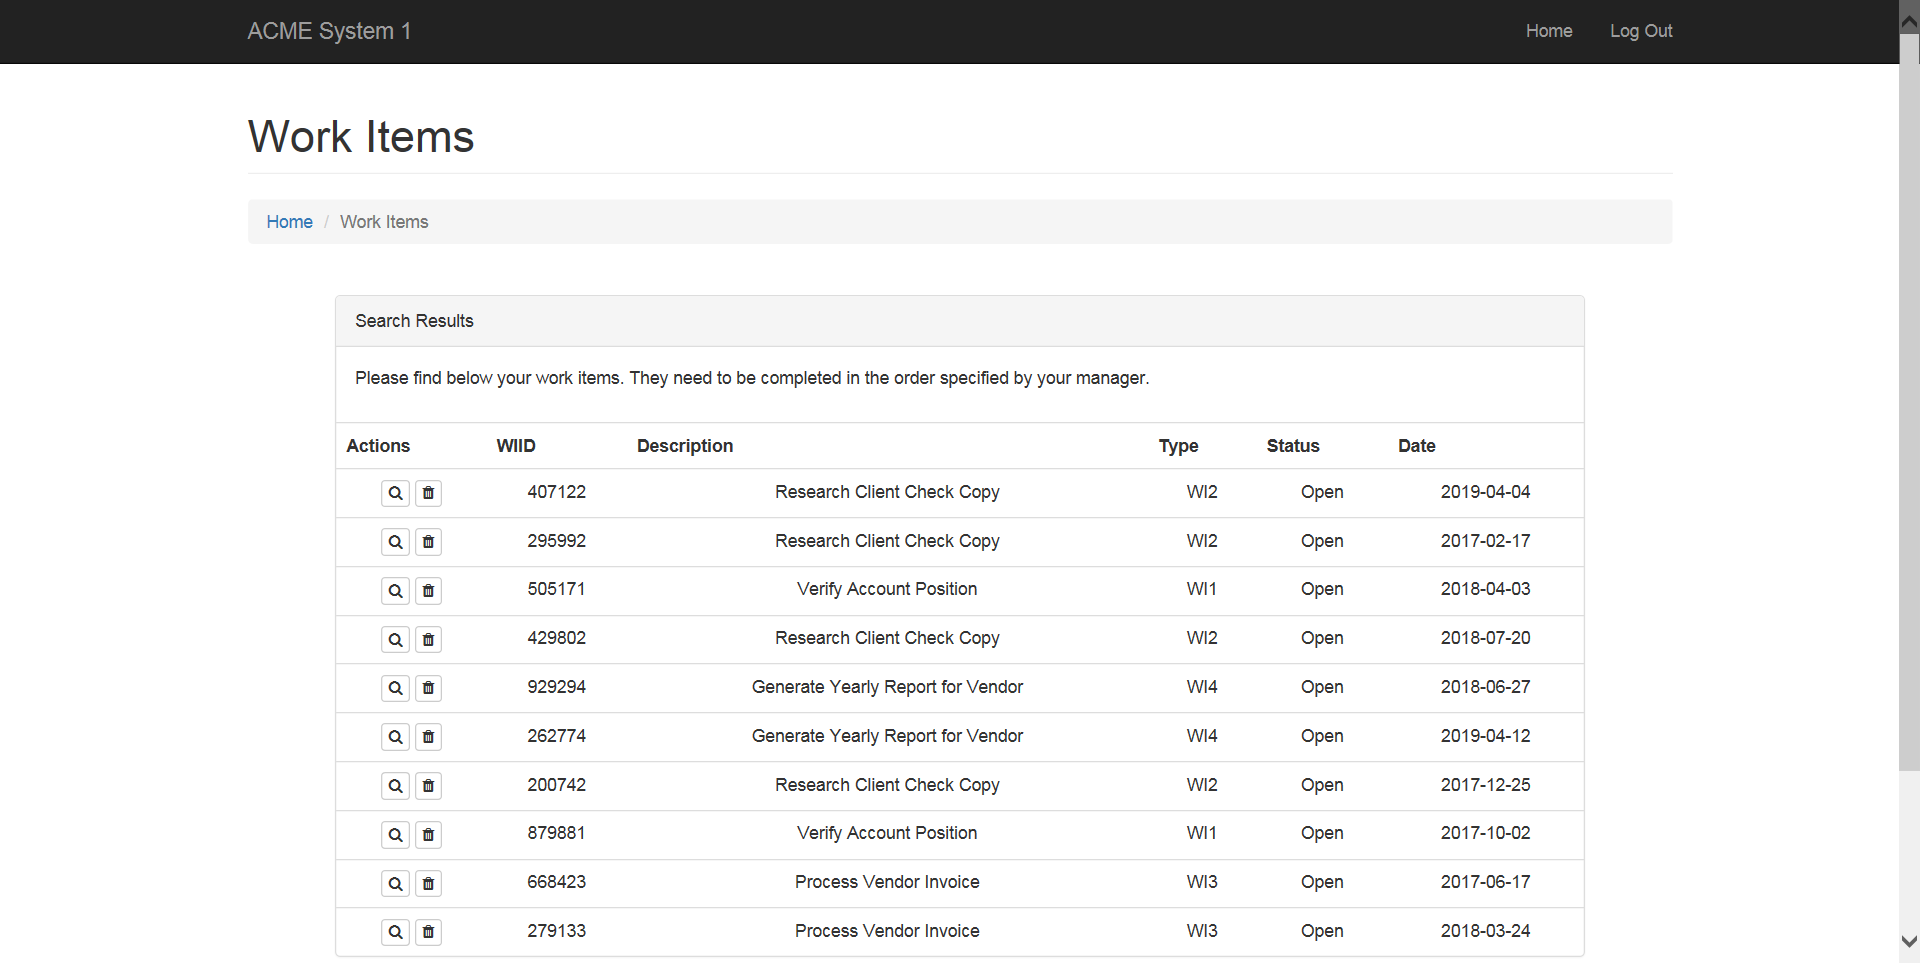 ACME System 1 Home Log Out
Work Items
Home / Work Items
Search Results
Please find below your work items. They need to be completed in the order specified by your manager.
Actions WIID Description Type Status Date
407122 Research Client Check Copy WI2 Open 2019-04-04
295992 Research Client Check Copy WI2 Open 2017-02-17
505171 Verify Account Position WI1 Open 2018-04-03
429802 Research Client Check Copy WI2 Open 2018-07-20
929294 Generate Yearly Report for Vendor WI4 Open 2018-06-27
262774 Generate Yearly Report for Vendor WI4 Open 2019-04-12
200742 Research Client Check Copy WI2 Open 2017-12-25
879881 Verify Account Position WI1 Open 2017-10-02
668423 Process Vendor Invoice WI3 Open 2017-06-17
279133 Process Vendor Invoice WI3 Open 2018-03-24